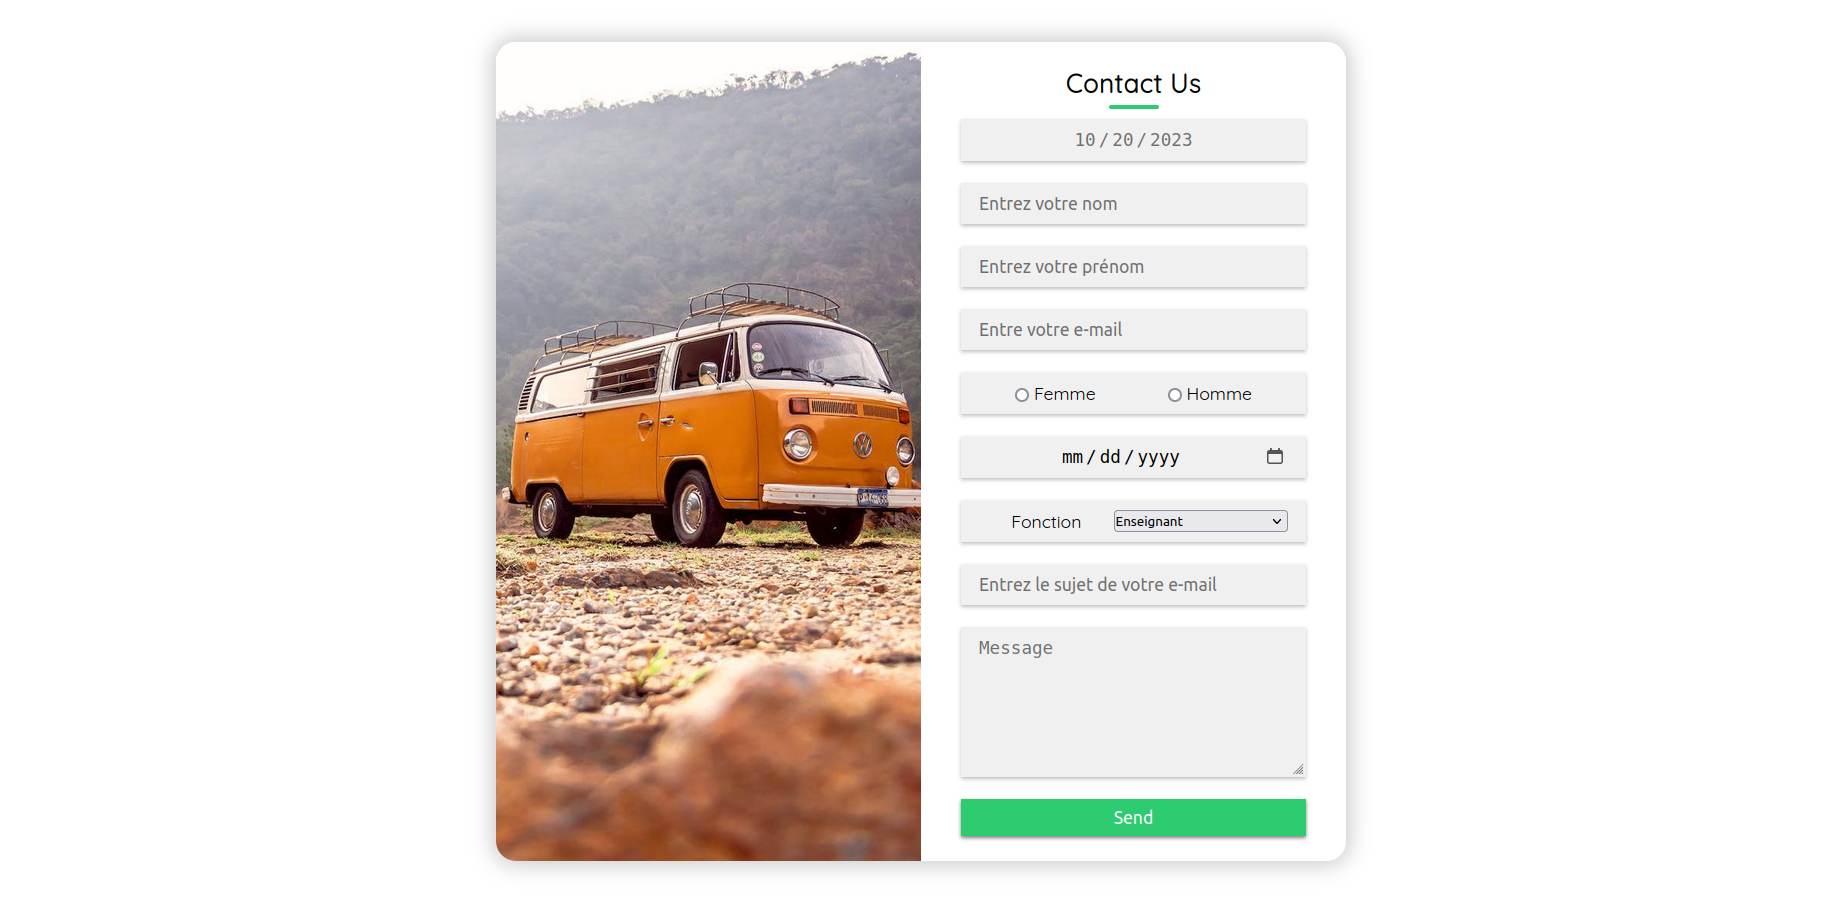 Contact Us
10 / 20 / 2023
Entrez votre nom
Entrez votre prénom
Entre votre e-mail
Femme Homme
mm / dd / yyyy
Fonction Enseignant
Entrez le sujet de votre e-mail
Message
Send